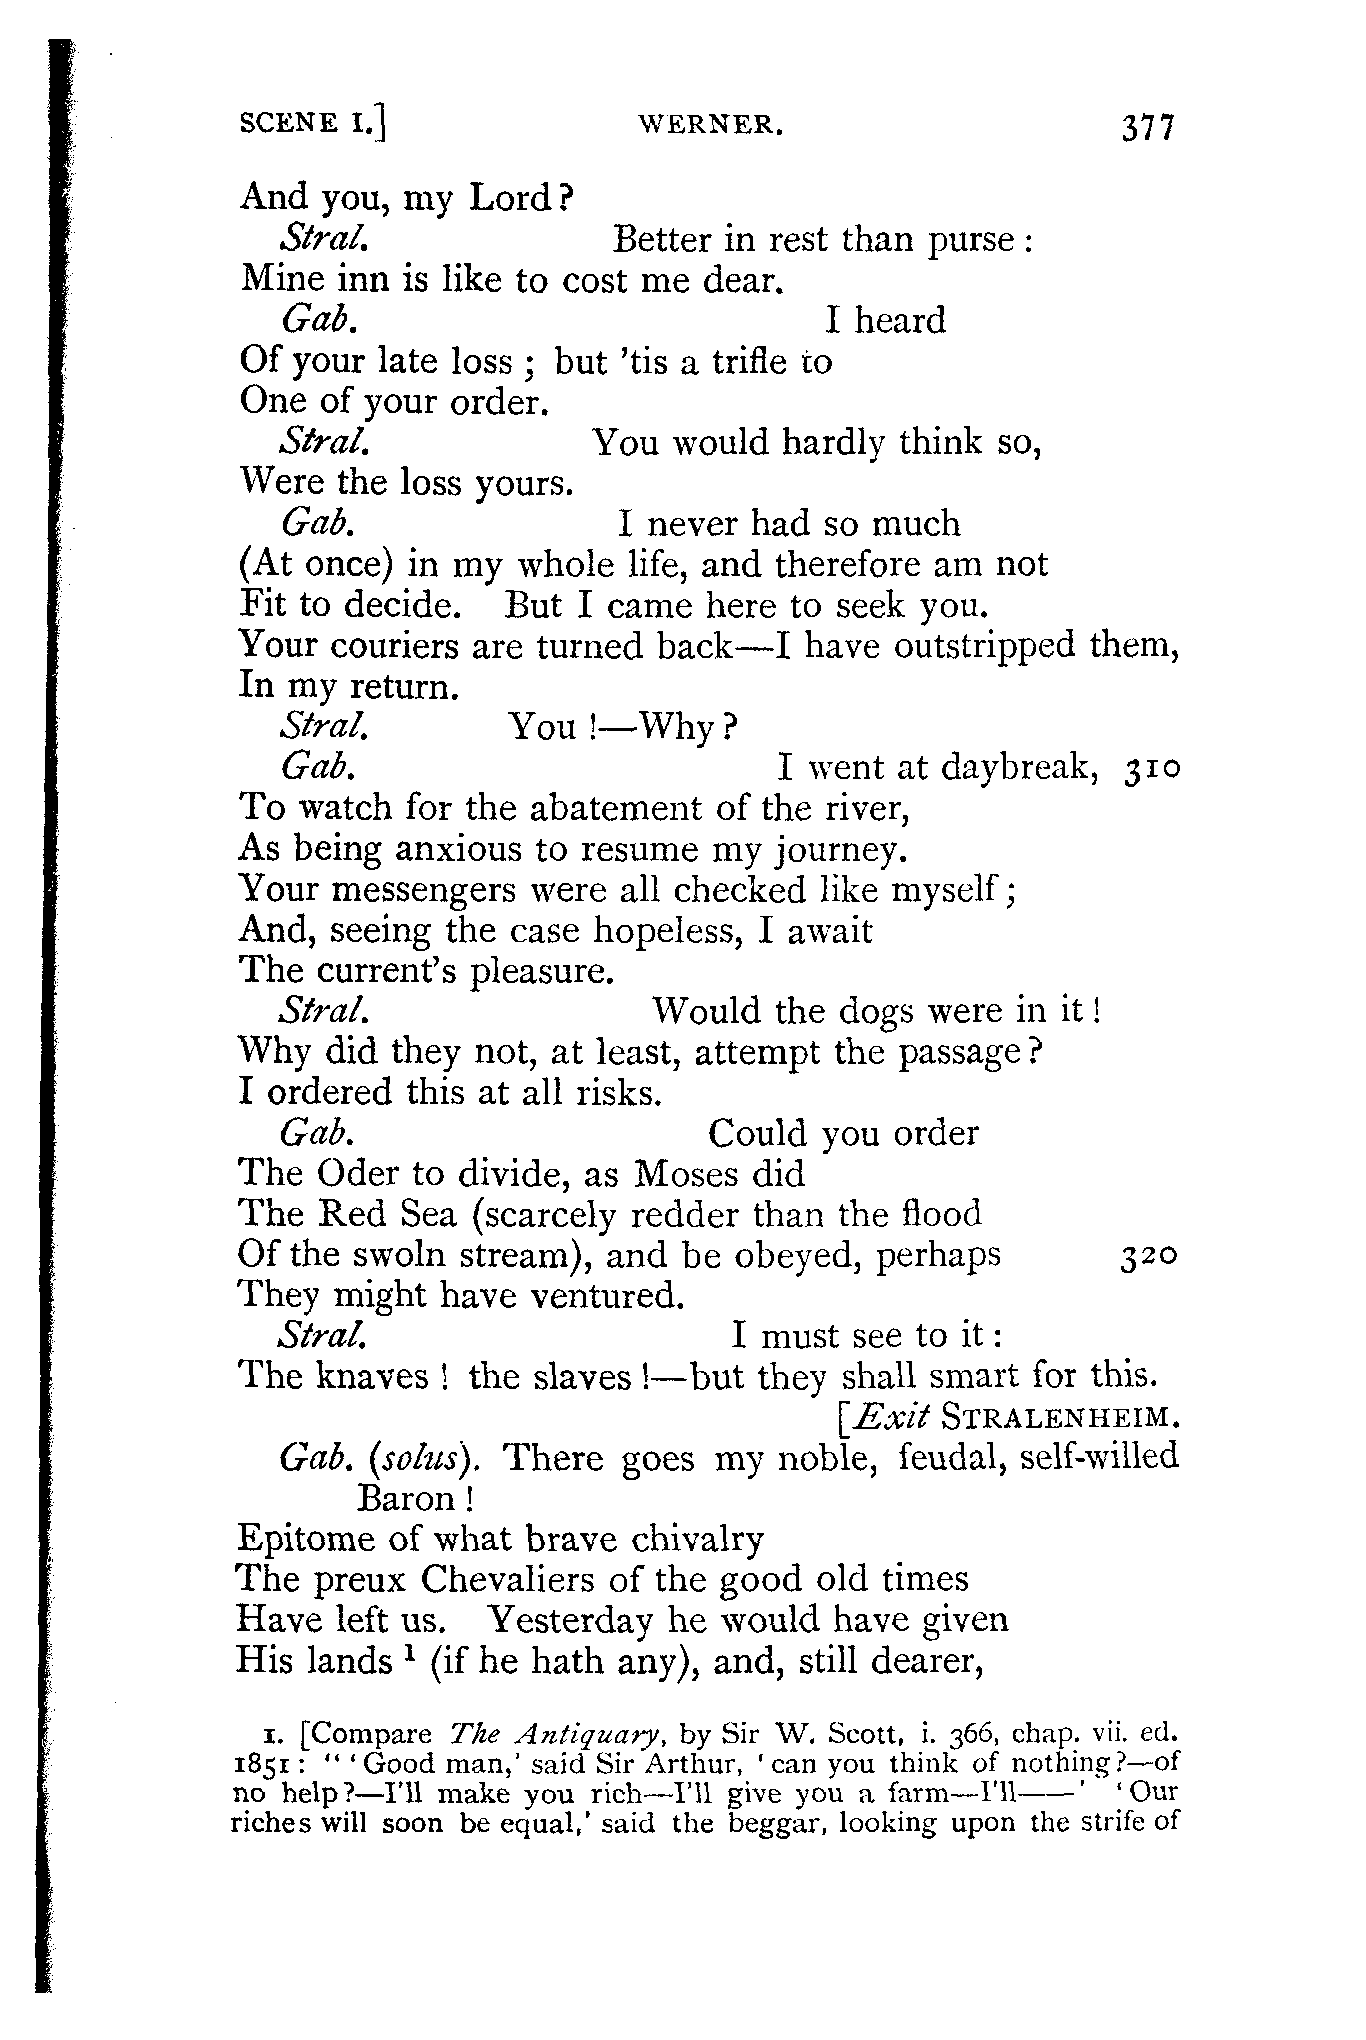 SCENE I.] WERNER. 377
And you, my Lord?
Stral. Better in rest than purse:
Mine inn is like to cost me dear.
Gab. I heard
Of your late loss; but 'tis a trifle to
One of your order.
Stral. You would hardly think so,
Were the loss yours.
Gab. I never had so much
(At once) in my whole life, and therefore am not
Fit to decide. But I came here to seek you.
Your couriers are turned back—I have outstripped them,
In my return.
Stral. You!—Why?
Gab. I went at daybreak, 310
To watch for the abatement of the river,
As being anxious to resume my journey.
Your messengers were all checked like myself;
And, seeing the case hopeless, I await
The current's pleasure.
Stral. Would the dogs were in it!
Why did they not, at least, attempt the passage?
I ordered this at all risks.
Gab. Could you order
The Oder to divide, as Moses did
The Red Sea (scarcely redder than the flood
Of the swoln stream), and be obeyed, perhaps 320
They might have ventured.
Stral. I must see to it:
The knaves! the slaves!—but they shall smart for this.
[Exit STRALENHEIM.
Gab. (solus). There goes my noble, feudal, self-willed
Baron!
Epitome of what brave chivalry
The preux Chevaliers of the good old times
Have left us. Yesterday he would have given
His lands ¹ (if he hath any), and, still dearer,
1. [Compare The Antiquary, by Sir W. Scott, i. 366, chap. vii. ed.
1851: "'Good man,' said Sir Arthur, 'can you think of nothing?—of
no help?—I'll make you rich—I'll give you a farm—I'll——' 'Our
riches will soon be equal,' said the beggar, looking upon the strife of